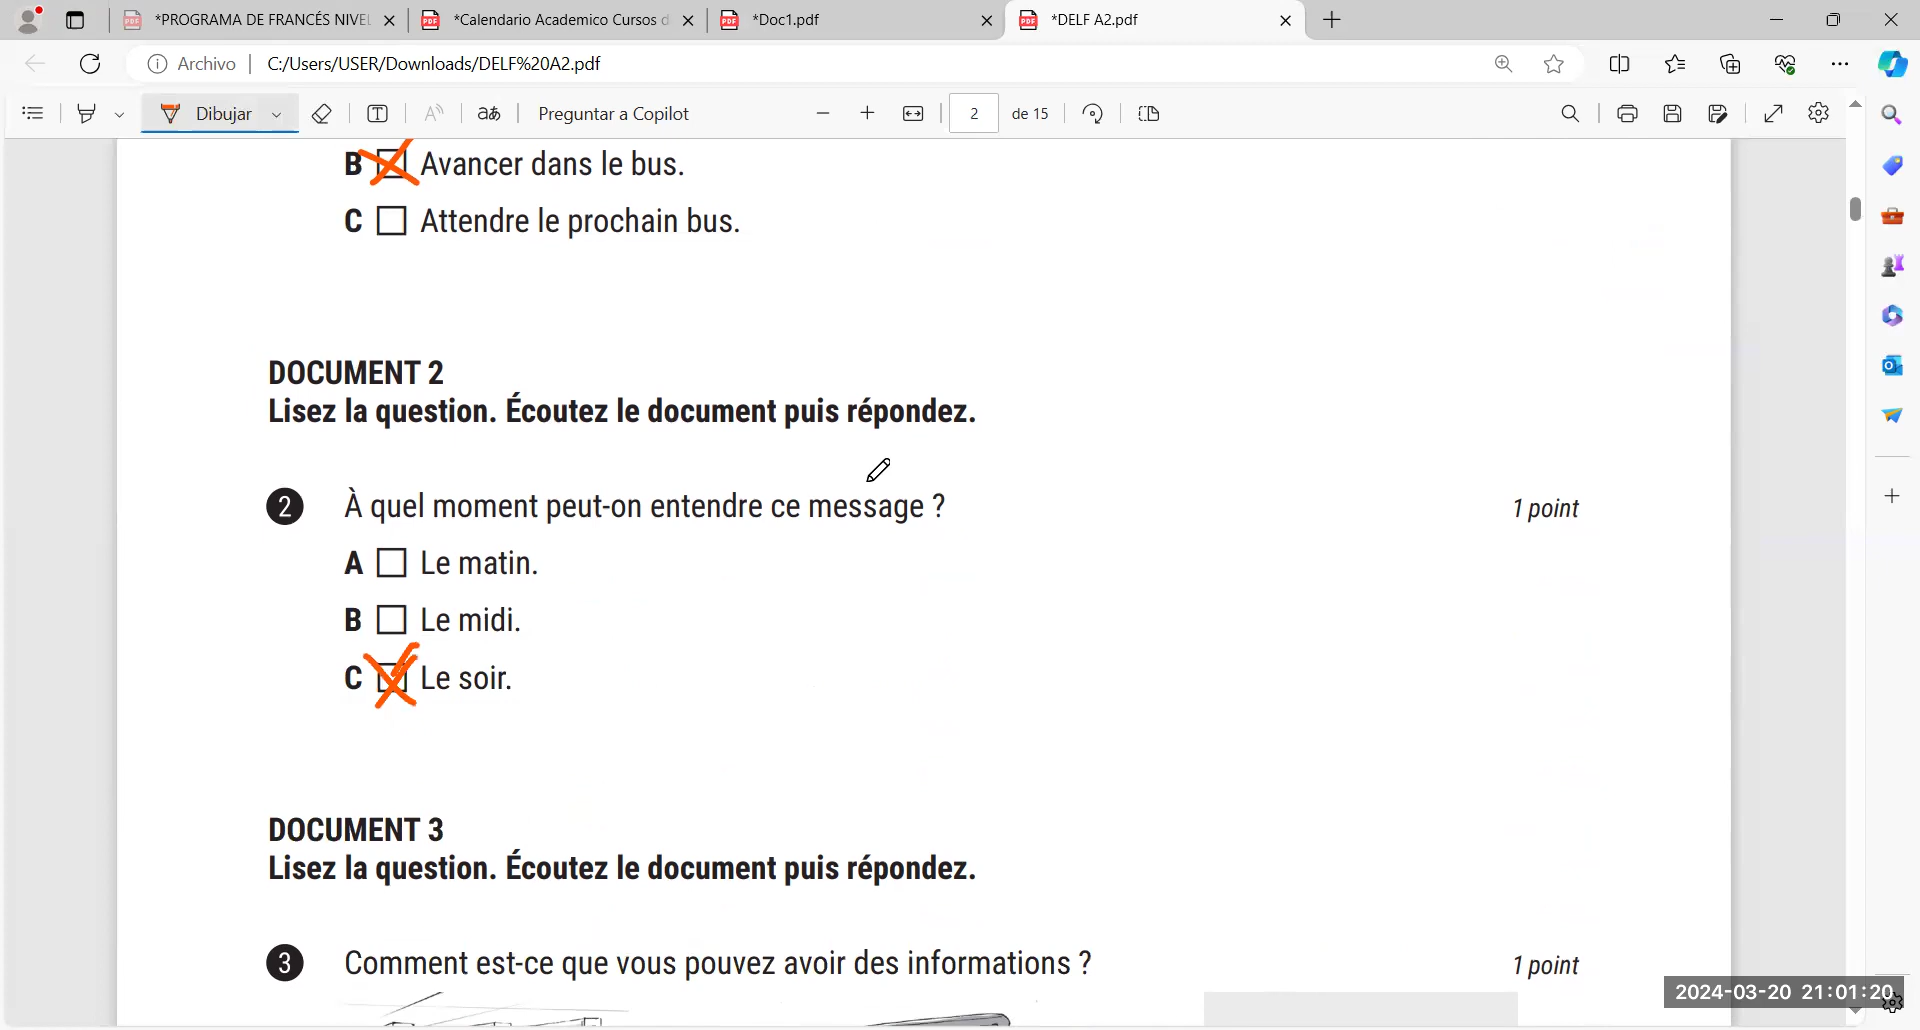 *PROGRAMA DE FRANCÉS NIVEL
*Calendario Academico Cursos d
*Doc1.pdf
*DELF A2.pdf
Archivo
C:/Users/USER/Downloads/DELF%20A2.pdf
Dibujar
Preguntar a Copilot
2
de 15
B Avancer dans le bus.
C Attendre le prochain bus.
DOCUMENT 2
Lisez la question. Écoutez le document puis répondez.
2 À quel moment peut-on entendre ce message ? 1 point
A Le matin.
B Le midi.
C Le soir.
DOCUMENT 3
Lisez la question. Écoutez le document puis répondez.
3 Comment est-ce que vous pouvez avoir des informations ? 1 point
2024-03-20 21:01:20